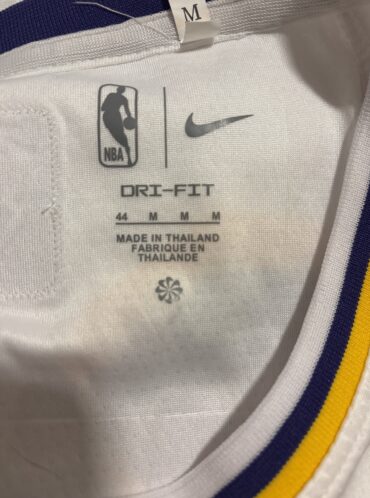 M
NBA
DRI-FIT
44 M M M
MADE IN THAILAND
FABRIQUE EN
THAILANDE